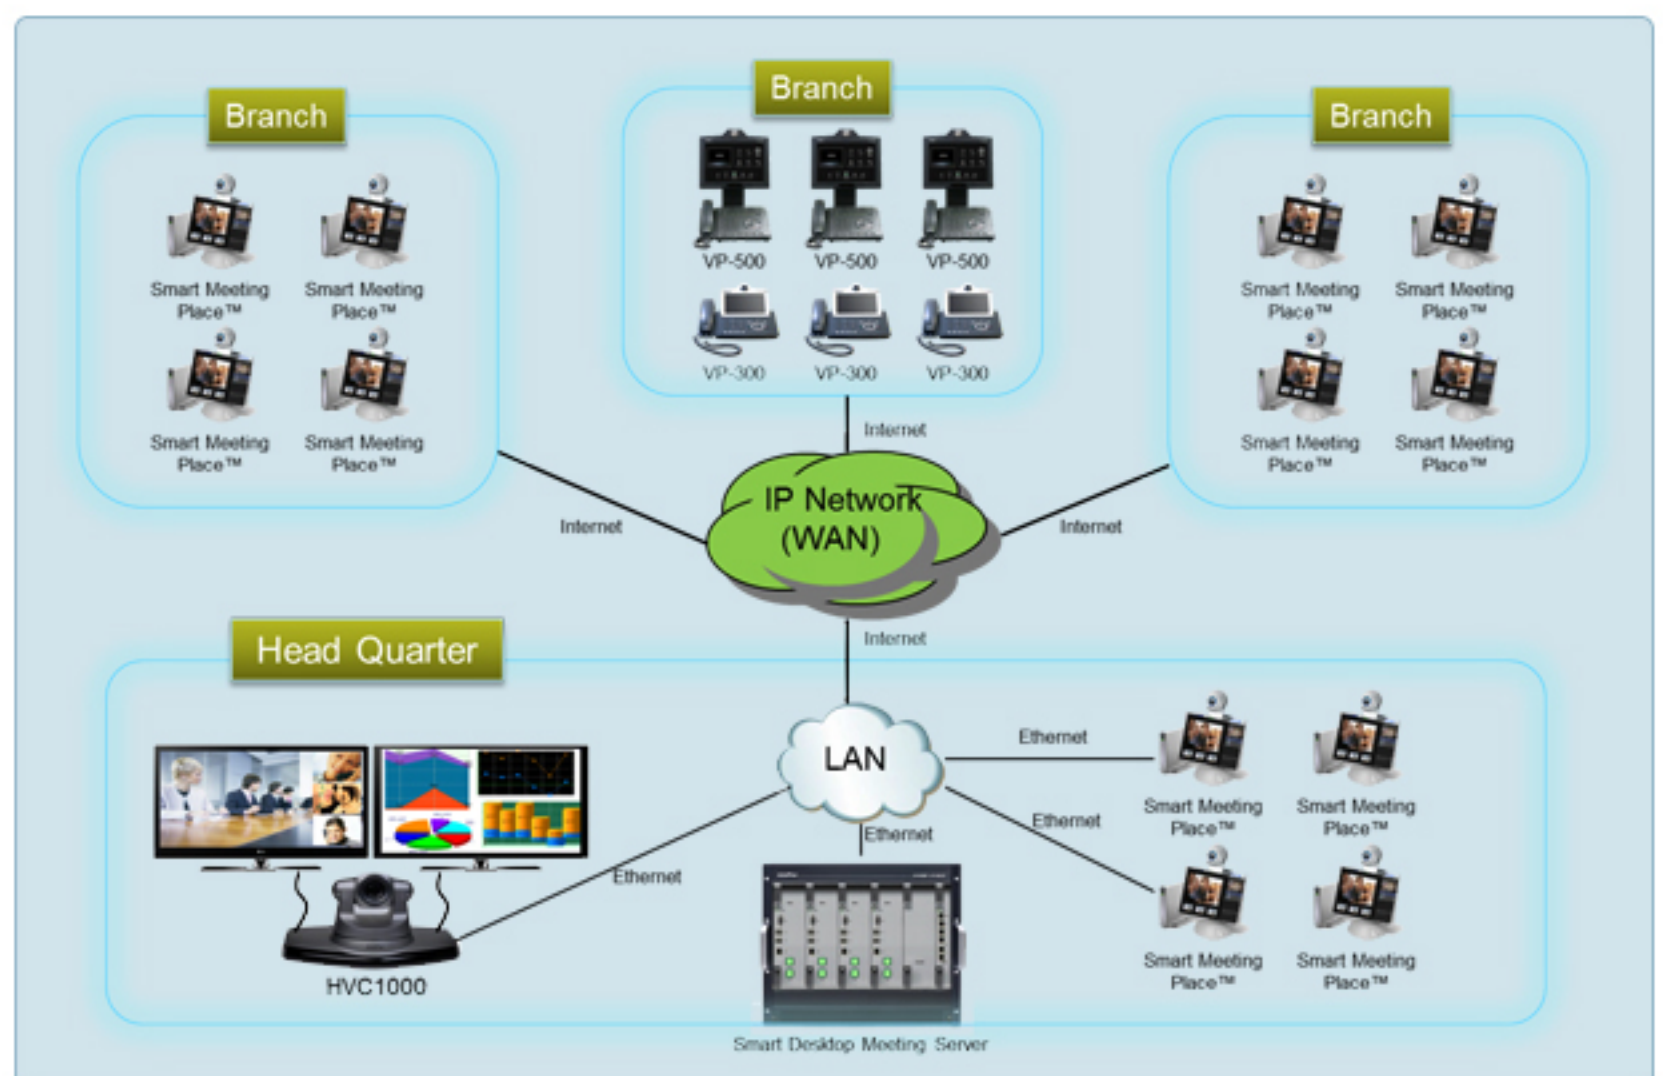 Branch
Smart Meeting
Place™
Smart Meeting
Place™
Smart Meeting
Place™
Smart Meeting
Place™
Branch
VP-500
VP-500
VP-500
VP-300
VP-300
VP-300
Branch
Smart Meeting
Place™
Smart Meeting
Place™
Smart Meeting
Place™
Smart Meeting
Place™
Internet
Internet
Internet
IP Network
(WAN)
Internet
Head Quarter
LAN
Ethernet
Ethernet
Ethernet
Ethernet
HVC1000
Smart Desktop Meeting Server
Smart Meeting
Place™
Smart Meeting
Place™
Smart Meeting
Place™
Smart Meeting
Place™